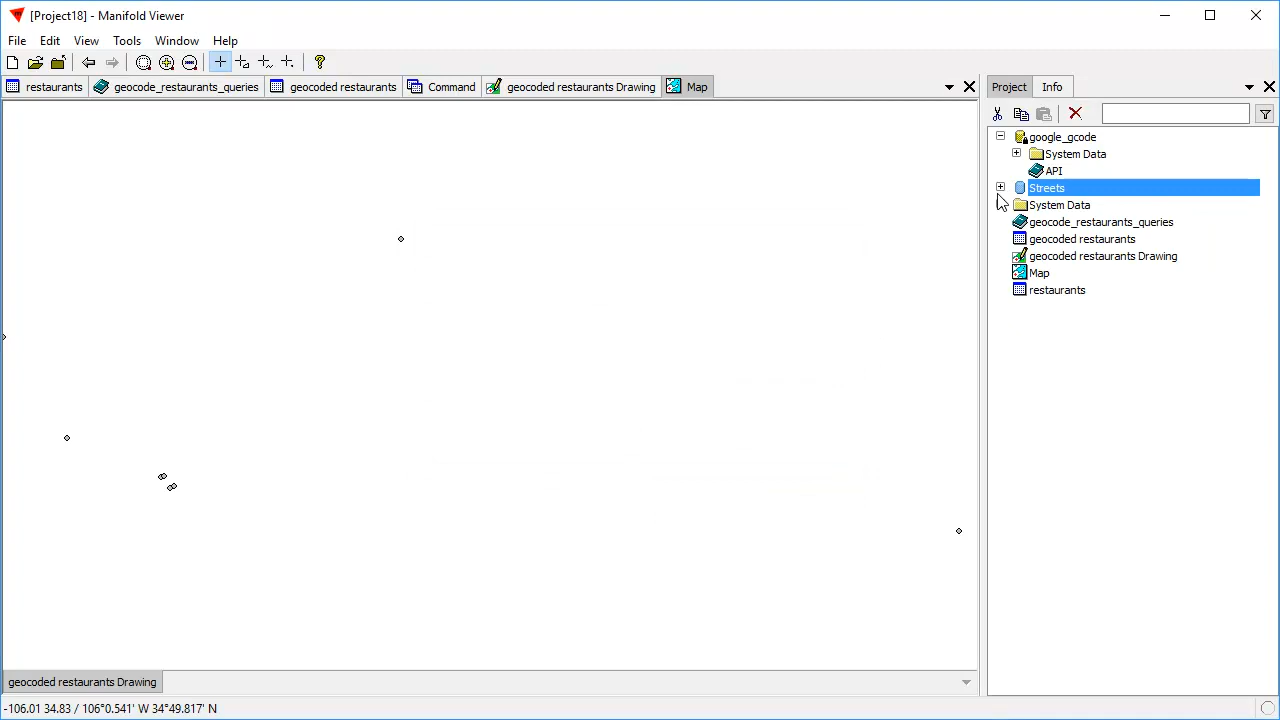 [Project18] - Manifold Viewer
File Edit View Tools Window Help
restaurants geocode_restaurants_queries geocoded restaurants Command geocoded restaurants Drawing Map
Project Info
google_gcode
System Data
API
Streets
System Data
geocode_restaurants_queries
geocoded restaurants
geocoded restaurants Drawing
Map
restaurants
geocoded restaurants Drawing
-106.01 34.83 / 106°0.541' W 34°49.817' N